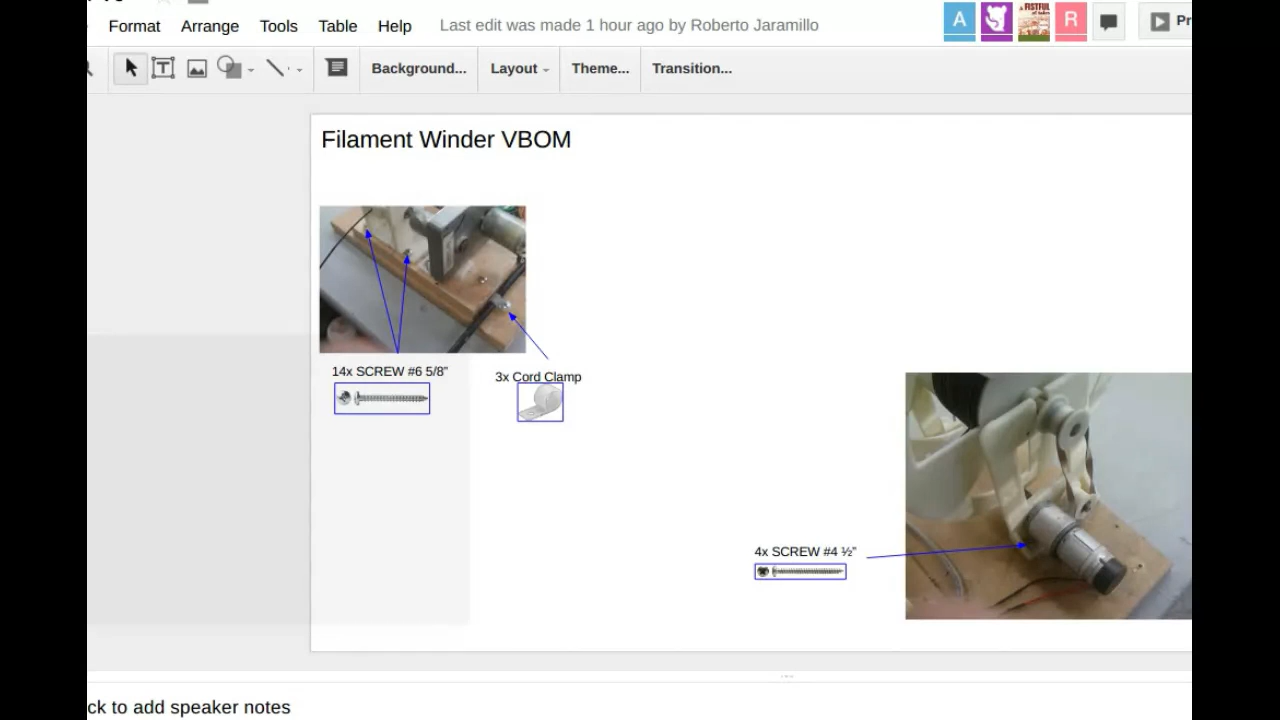 Format Arrange Tools Table Help Last edit was made 1 hour ago by Roberto Jaramillo
A FISTFUL R Pr
T Background... Layout Theme... Transition...
Filament Winder VBOM
14x SCREW #6 5/8”
3x Cord Clamp
4x SCREW #4 ½”
ck to add speaker notes